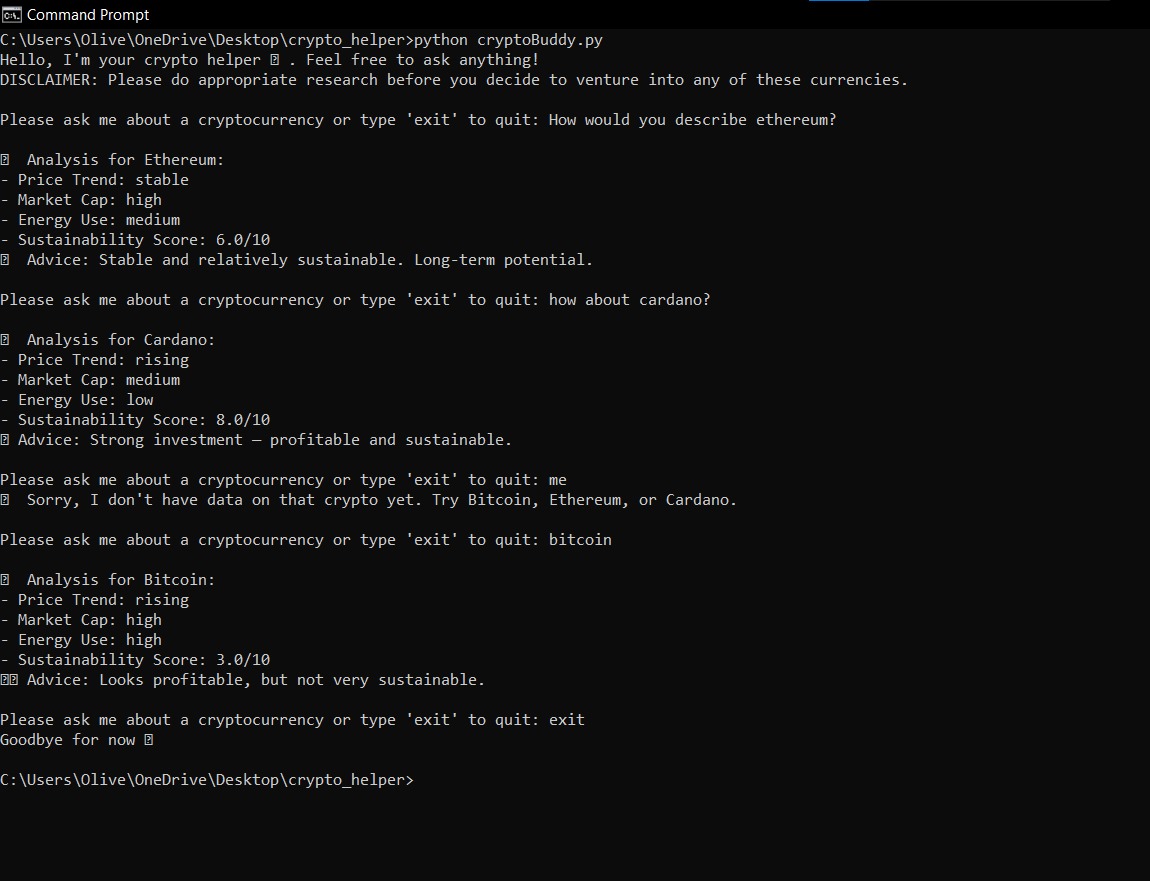 Command Prompt
C:\Users\Olive\OneDrive\Desktop\crypto_helper>python cryptoBuddy.py
Hello, I'm your crypto helper . Feel free to ask anything!
DISCLAIMER: Please do appropriate research before you decide to venture into any of these currencies.
Please ask me about a cryptocurrency or type 'exit' to quit: How would you describe ethereum?
Analysis for Ethereum:
- Price Trend: stable
- Market Cap: high
- Energy Use: medium
- Sustainability Score: 6.0/10
Advice: Stable and relatively sustainable. Long-term potential.
Please ask me about a cryptocurrency or type 'exit' to quit: how about cardano?
Analysis for Cardano:
- Price Trend: rising
- Market Cap: medium
- Energy Use: low
- Sustainability Score: 8.0/10
Advice: Strong investment — profitable and sustainable.
Please ask me about a cryptocurrency or type 'exit' to quit: me
Sorry, I don't have data on that crypto yet. Try Bitcoin, Ethereum, or Cardano.
Please ask me about a cryptocurrency or type 'exit' to quit: bitcoin
Analysis for Bitcoin:
- Price Trend: rising
- Market Cap: high
- Energy Use: high
- Sustainability Score: 3.0/10
Advice: Looks profitable, but not very sustainable.
Please ask me about a cryptocurrency or type 'exit' to quit: exit
Goodbye for now
C:\Users\Olive\OneDrive\Desktop\crypto_helper>